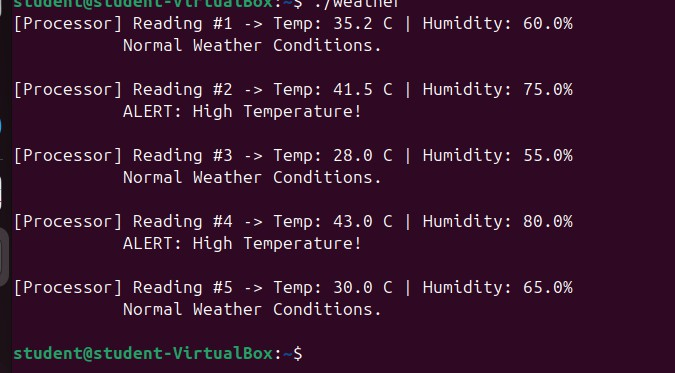 student@student-VirtualBox:~$ ./weather
[Processor] Reading #1 -> Temp: 35.2 C | Humidity: 60.0%
Normal Weather Conditions.
[Processor] Reading #2 -> Temp: 41.5 C | Humidity: 75.0%
ALERT: High Temperature!
[Processor] Reading #3 -> Temp: 28.0 C | Humidity: 55.0%
Normal Weather Conditions.
[Processor] Reading #4 -> Temp: 43.0 C | Humidity: 80.0%
ALERT: High Temperature!
[Processor] Reading #5 -> Temp: 30.0 C | Humidity: 65.0%
Normal Weather Conditions.
student@student-VirtualBox:~$